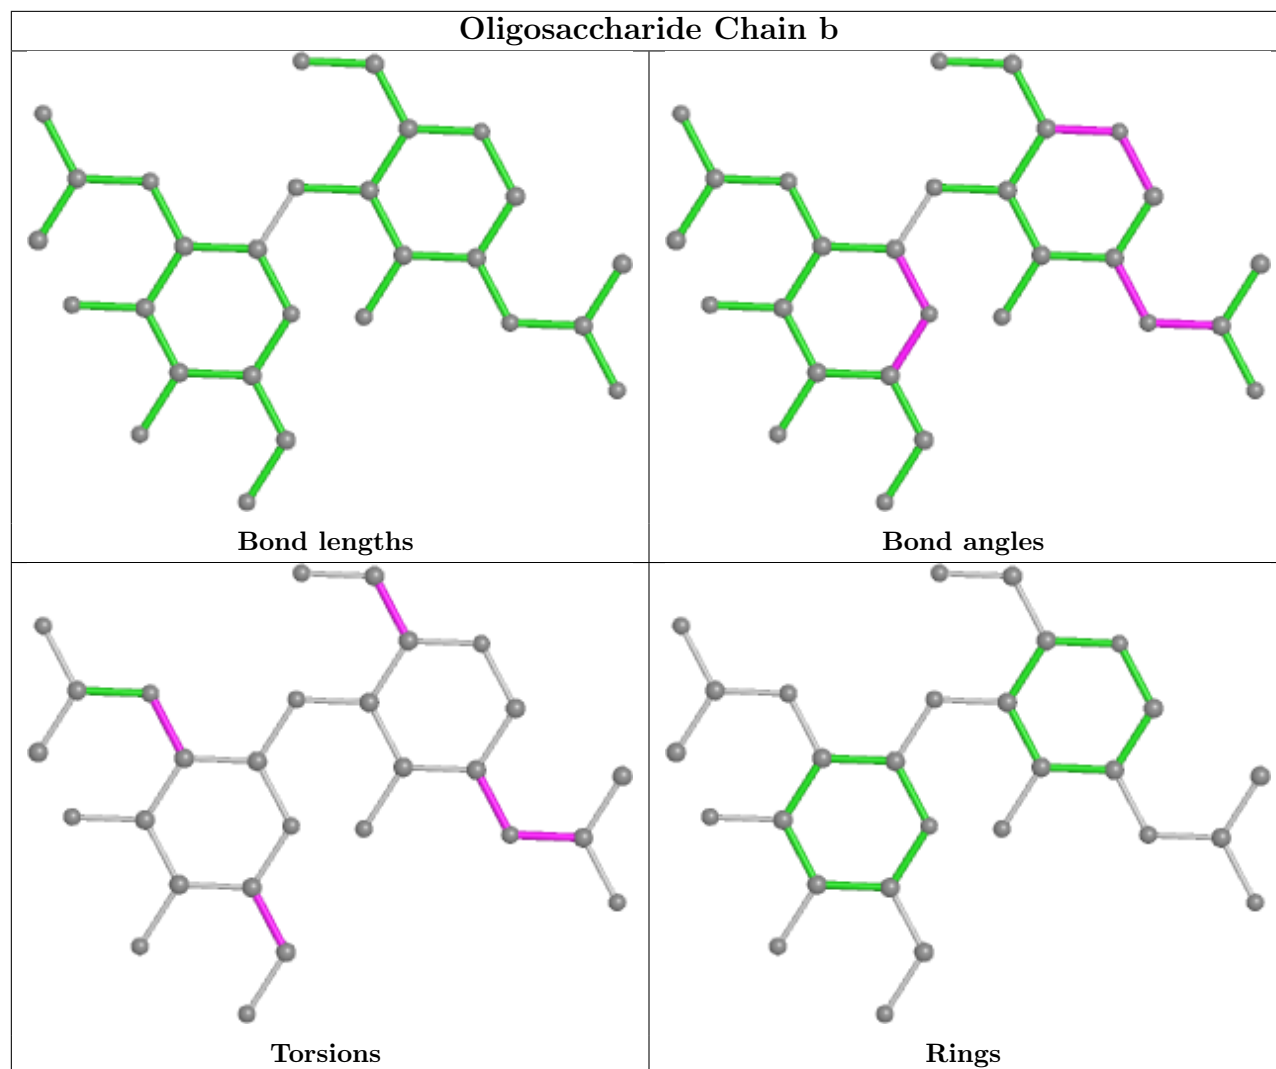 Oligosaccharide Chain b
Bond lengths
Bond angles
Torsions
Rings